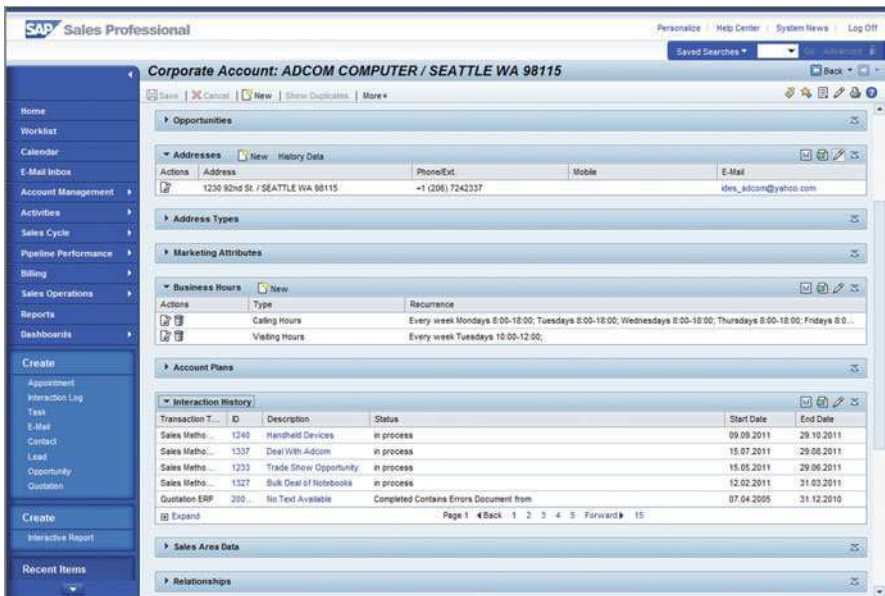 SAP Sales Professional
Personalize Help Center System News Log Off
Saved Searches Go Advanced
Corporate Account: ADCOM COMPUTER / SEATTLE WA 98115
Back
Save Cancel New Show Duplicates More
Home
Worklist
Calendar
E-Mail Inbox
Account Management
Activities
Sales Cycle
Pipeline Performance
Billing
Sales Operations
Reports
Dashboards
Create
Appointment
Interaction Log
Task
E-Mail
Contact
Lead
Opportunity
Quotation
Create
Interactive Report
Recent Items
Opportunities
Addresses New History Data
Actions Address Phone/Ext. Mobile E-Mail
1230 92nd St. / SEATTLE WA 98115 +1 (206) 7242337 ides_adcom@yahoo.com
Address Types
Marketing Attributes
Business Hours New
Actions Type Recurrence
Calling Hours Every week Mondays 8:00-18:00; Tuesdays 8:00-18:00; Wednesdays 8:00-18:00; Thursdays 8:00-18:00; Fridays 8:0...
Visiting Hours Every week Tuesdays 10:00-12:00;
Account Plans
Interaction History
Transaction T... ID Description Status Start Date End Date
Sales Metho... 1240 Handheld Devices in process 09.09.2011 29.10.2011
Sales Metho... 1337 Deal With Adcom in process 15.07.2011 29.08.2011
Sales Metho... 1233 Trade Show Opportunity in process 15.05.2011 29.06.2011
Sales Metho... 1327 Bulk Deal of Notebooks in process 12.02.2011 31.03.2011
Quotation ERP 200... No Text Available Completed Contains Errors Document from 07.04.2005 31.12.2010
Expand Page 1 Back 1 2 3 4 5 Forward 15
Sales Area Data
Relationships